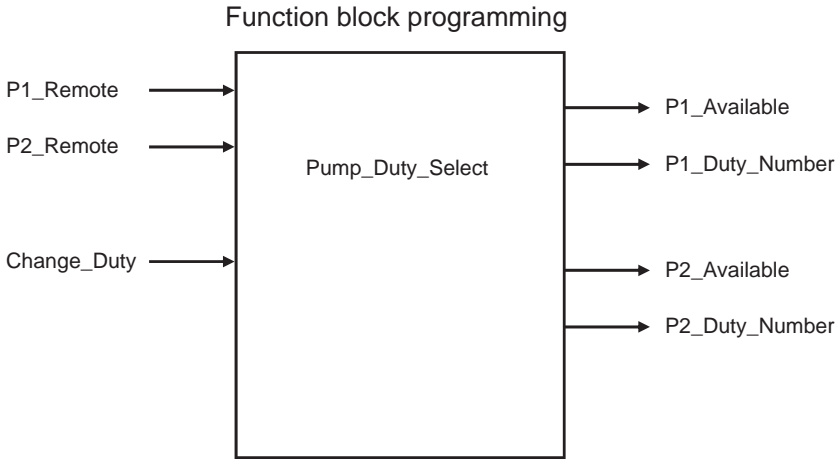 Function block programming
P1_Remote
P2_Remote
Change_Duty
Pump_Duty_Select
P1_Available
P1_Duty_Number
P2_Available
P2_Duty_Number